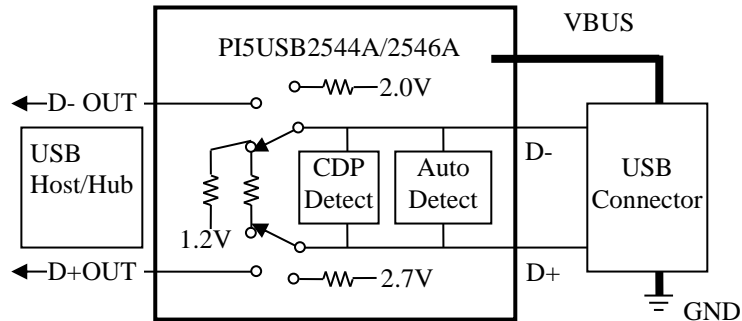 VBUS
PI5USB2544A/2546A
2.0V
D- OUT
USB
Host/Hub
CDP
Detect
Auto
Detect
D-
USB
Connector
1.2V
D+OUT
2.7V
D+
GND